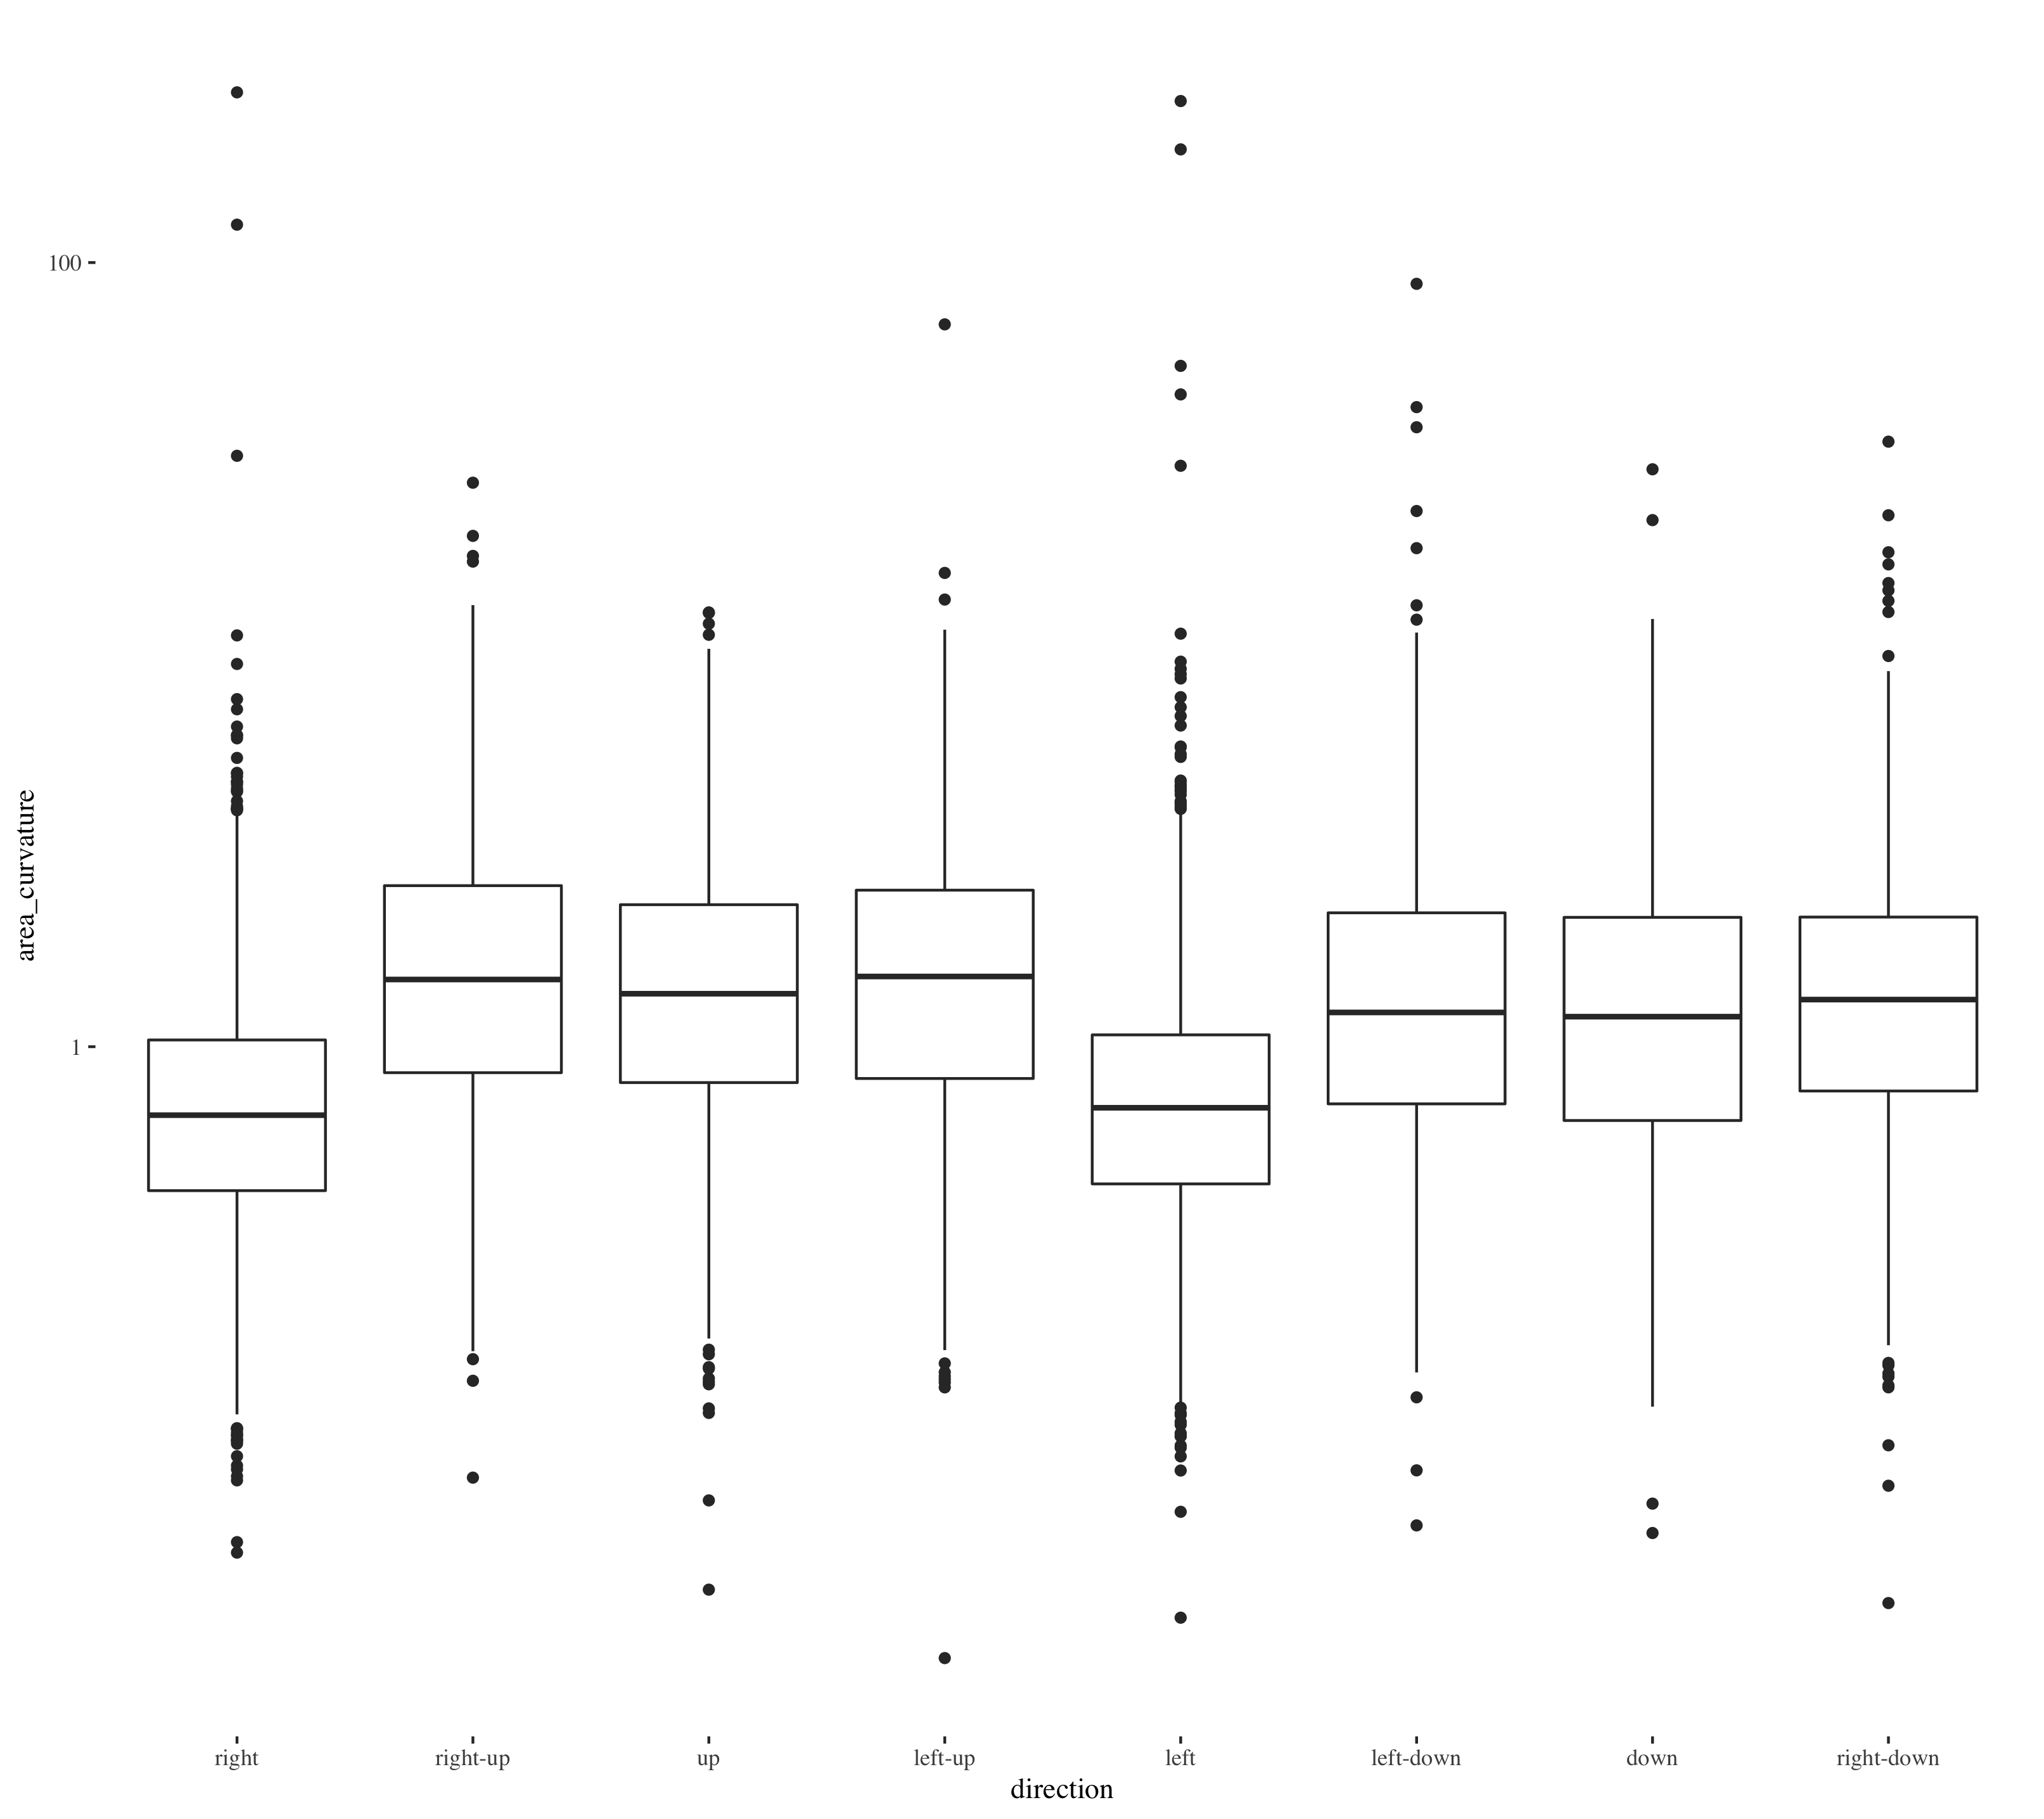 100
1
area_curvature
right
right-up
up
left-up
left
left-down
down
right-down
direction